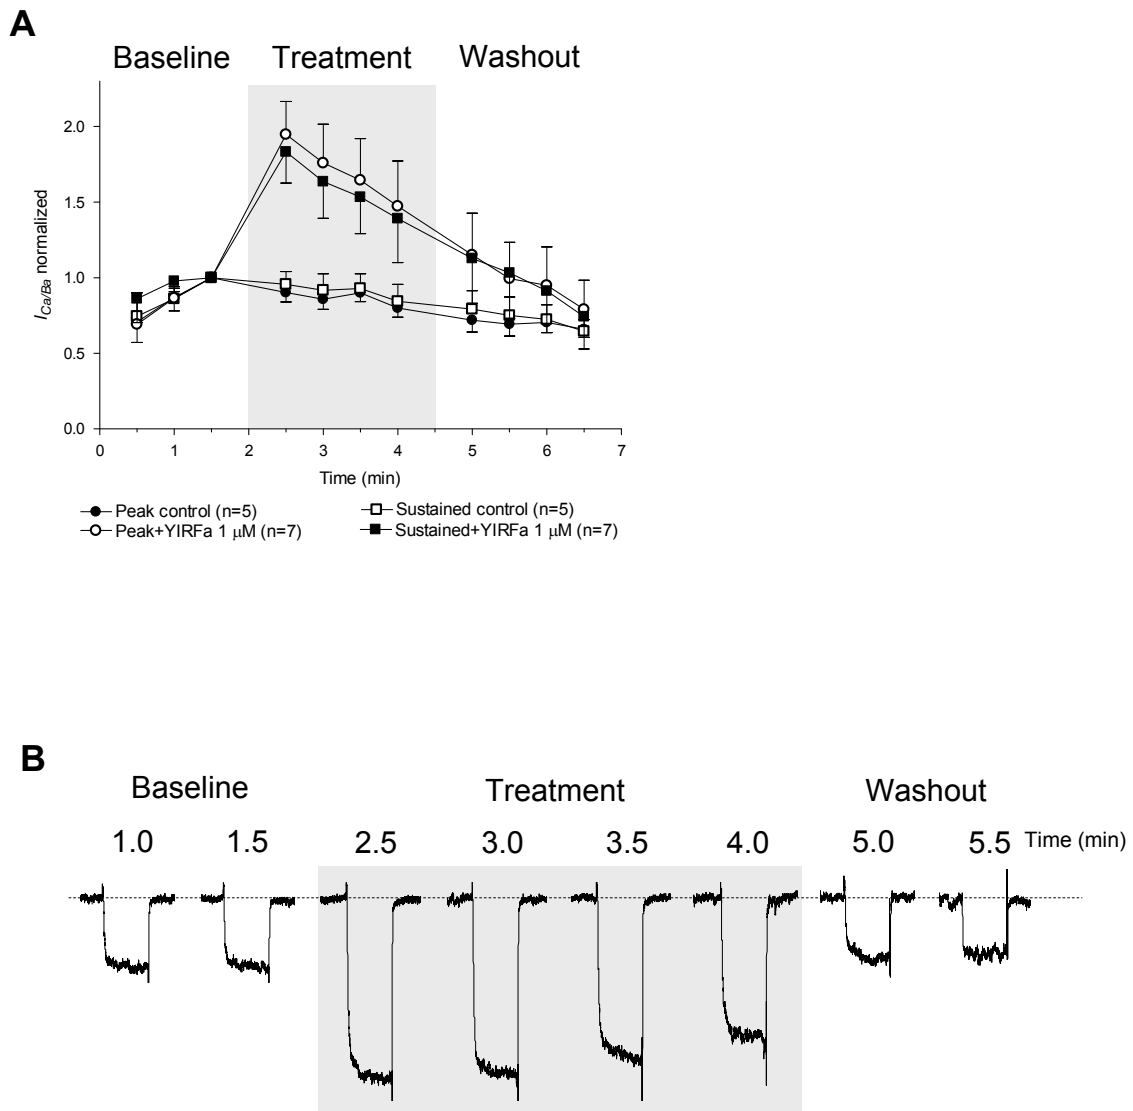 A
Baseline Treatment Washout
2.0
1.5
1.0
0.5
0.0
I Ca/Ba normalized
0 1 2 3 4 5 6 7
Time (min)
Peak control (n=5) Sustained control (n=5)
Peak+YIRFa 1 μM (n=7) Sustained+YIRFa 1 μM (n=7)
B
Baseline Treatment Washout
1.0 1.5 2.5 3.0 3.5 4.0 5.0 5.5 Time (min)